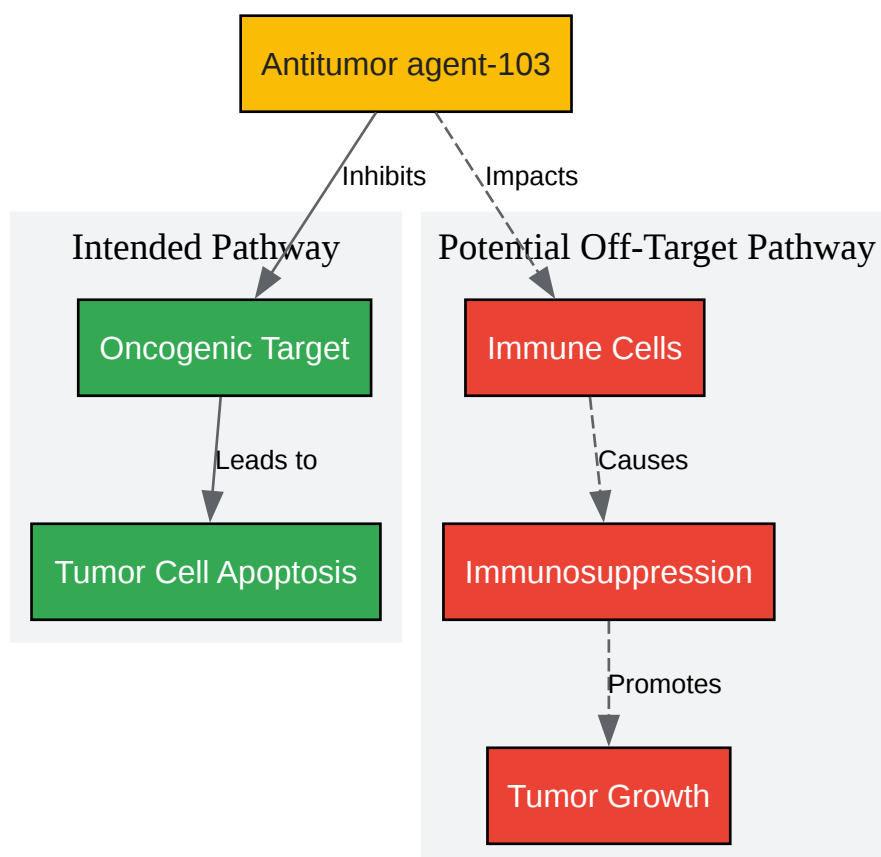 Antitumor agent-103
Inhibits
Impacts
Intended Pathway
Potential Off-Target Pathway
Oncogenic Target
Immune Cells
Leads to
Causes
Tumor Cell Apoptosis
Immunosuppression
Promotes
Tumor Growth